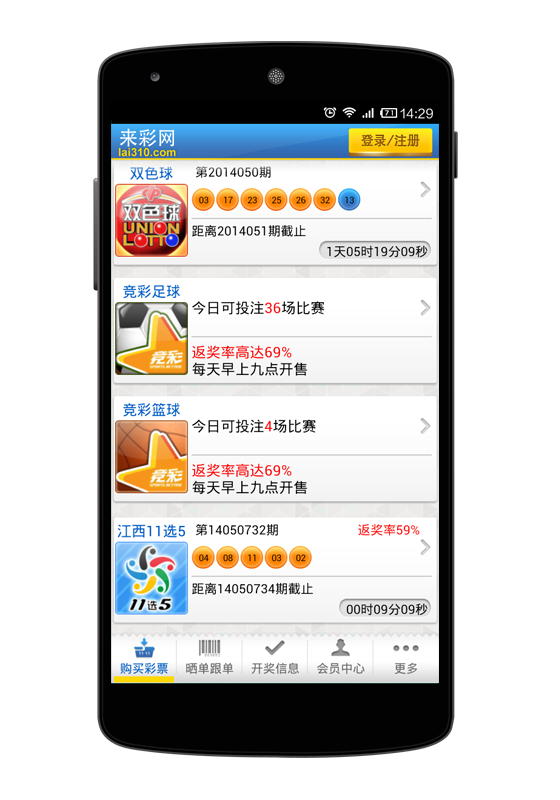 71
14:29
来彩网
lai310.com
登录/注册
双色球
第2014050期
双色球
UNION
LOTTO
03 17 23 25 26 32 13
距离2014051期截止
1天05时19分09秒
竞彩足球
今日可投注36场比赛
竞彩
SPORTS BETTING
返奖率高达69%
每天早上九点开售
竞彩篮球
今日可投注4场比赛
竞彩
SPORTS BETTING
返奖率高达69%
每天早上九点开售
江西11选5
第14050732期
返奖率59%
11选5
04 08 11 03 02
距离14050734期截止
00时09分09秒
购买彩票
晒单跟单
开奖信息
会员中心
更多